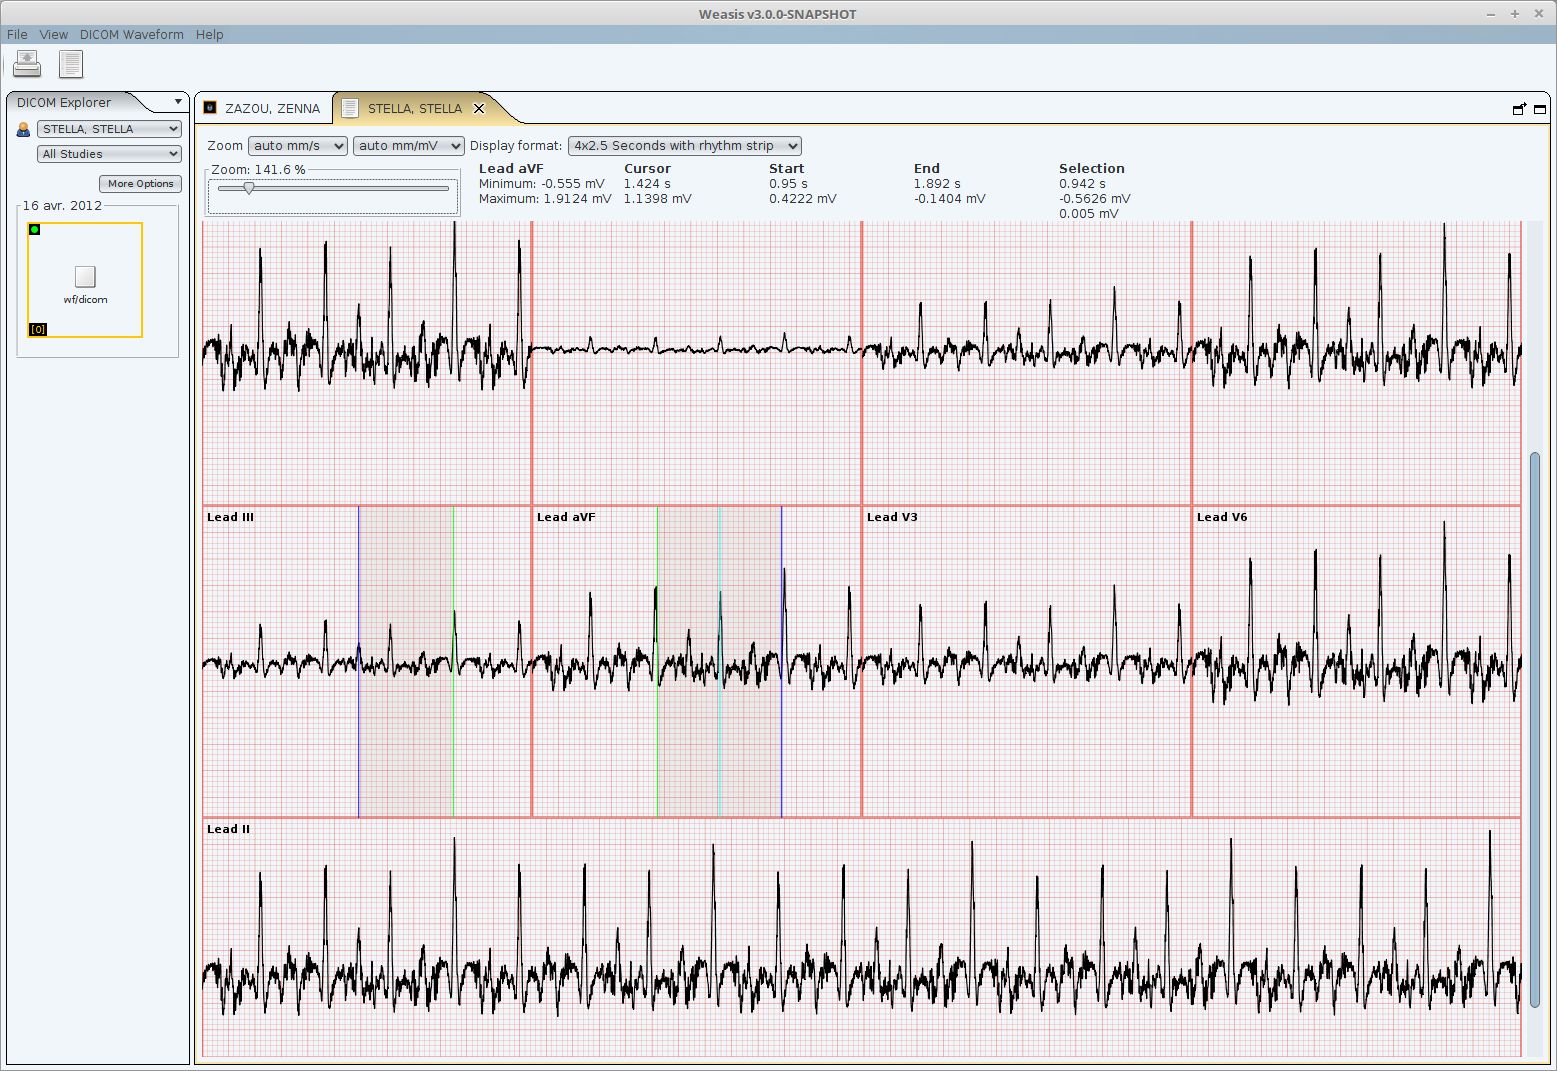 Weasis v3.0.0-SNAPSHOT
File View DICOM Waveform Help
DICOM Explorer
STELLA, STELLA
All Studies
More Options
16 avr. 2012
wf/dicom
[0]
ZAZOU, ZENNA
STELLA, STELLA
Zoom auto mm/s auto mm/mV Display format: 4x2.5 Seconds with rhythm strip
Zoom: 141.6 %
Lead aVF Cursor Start End Selection
Minimum: -0.555 mV 1.424 s 0.95 s 1.892 s 0.942 s
Maximum: 1.9124 mV 1.1398 mV 0.4222 mV -0.1404 mV -0.5626 mV
0.005 mV
Lead III Lead aVF Lead V3 Lead V6
Lead II